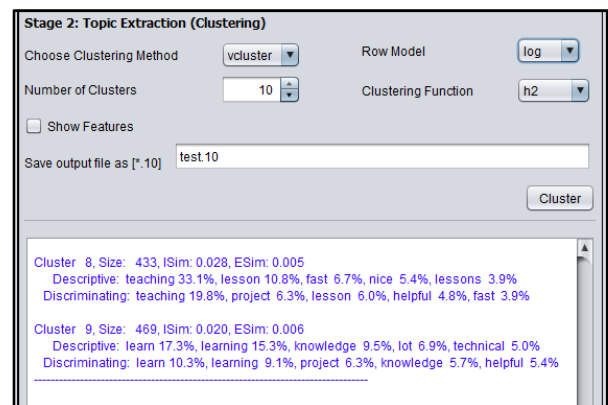 Stage 2: Topic Extraction (Clustering)
Choose Clustering Method vcluster Row Model log
Number of Clusters 10 Clustering Function h2
Show Features
Save output file as [*.10] test.10
Cluster
Cluster 8, Size: 433, ISim: 0.028, ESim: 0.005
Descriptive: teaching 33.1%, lesson 10.8%, fast 6.7%, nice 5.4%, lessons 3.9%
Discriminating: teaching 19.8%, project 6.3%, lesson 6.0%, helpful 4.8%, fast 3.9%
Cluster 9, Size: 469, ISim: 0.020, ESim: 0.006
Descriptive: learn 17.3%, learning 15.3%, knowledge 9.5%, lot 6.9%, technical 5.0%
Discriminating: learn 10.3%, learning 9.1%, project 6.3%, knowledge 5.7%, helpful 5.4%
--------------------------------------------------------------------------------